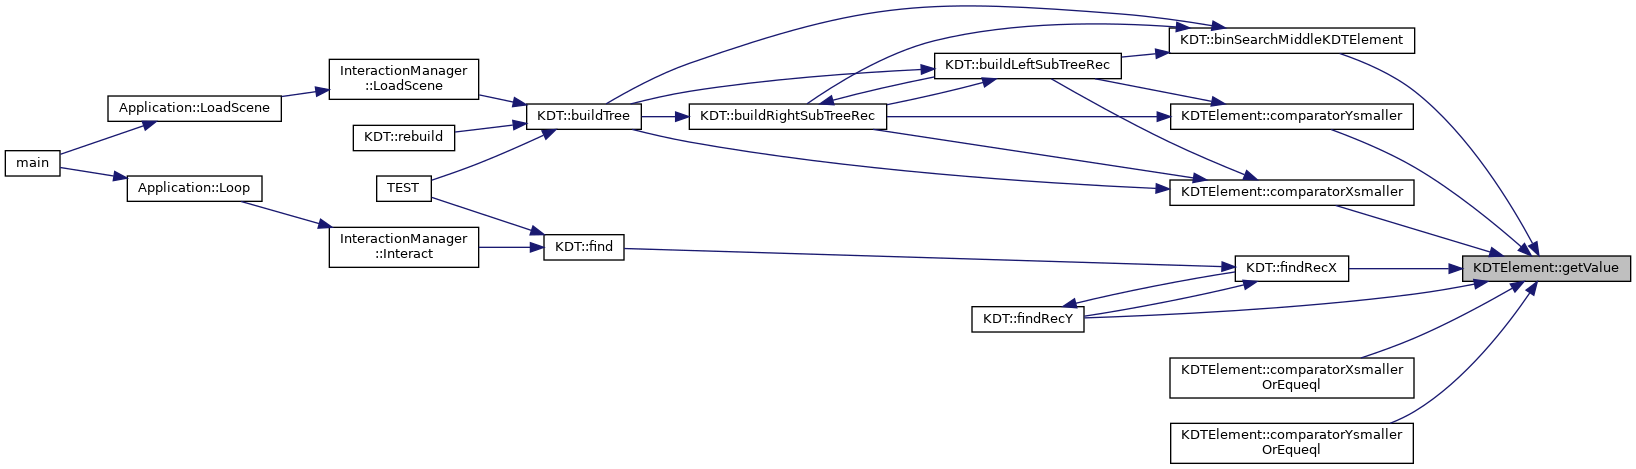 KDT::binSearchMiddleKDTElement
KDT::buildLeftSubTreeRec
InteractionManager
::LoadScene
Application::LoadScene
KDT::buildTree
KDT::buildRightSubTreeRec
KDTElement::comparatorYsmaller
KDT::rebuild
main
Application::Loop
TEST
KDTElement::comparatorXsmaller
InteractionManager
::Interact
KDT::find
KDT::findRecX
KDTElement::getValue
KDT::findRecY
KDTElement::comparatorXsmaller
OrEqueql
KDTElement::comparatorYsmaller
OrEqueql